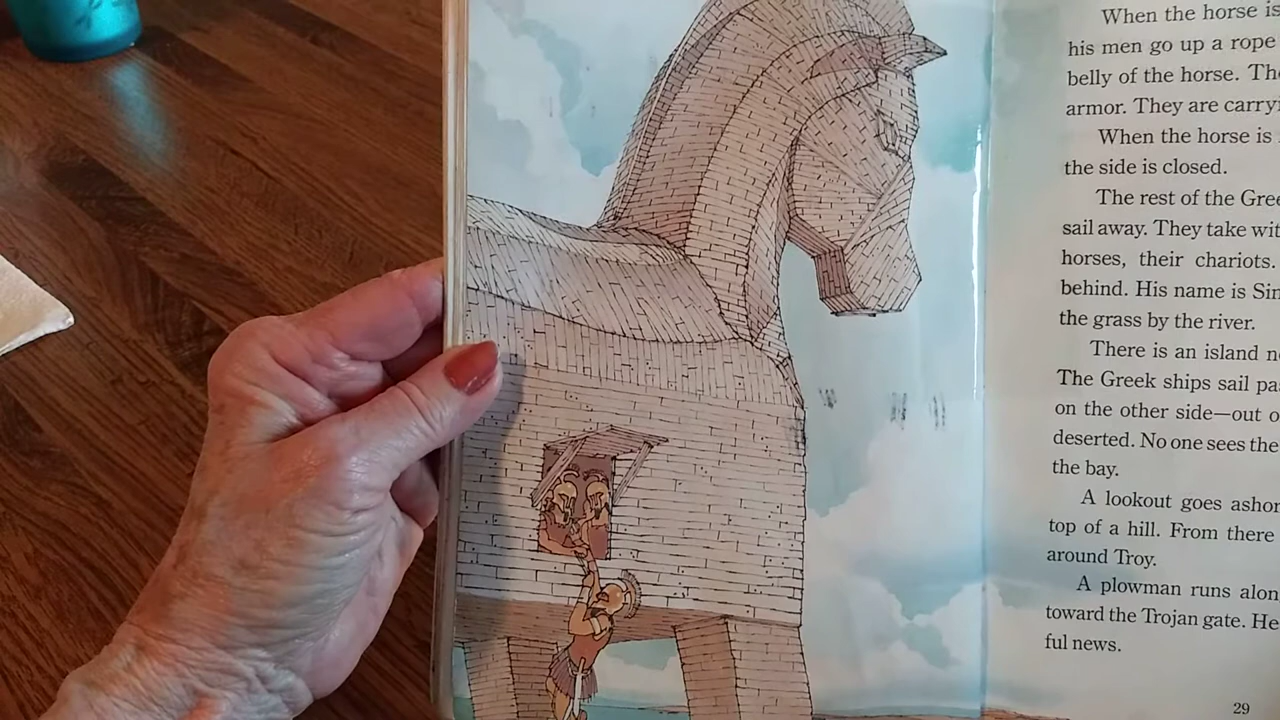 When the horse is
his men go up a rope
belly of the horse. The
armor. They are carry
When the horse is
the side is closed.
The rest of the Gree
sail away. They take wit
horses, their chariots.
behind. His name is Sin
the grass by the river.
There is an island n
The Greek ships sail pa
on the other side—out o
deserted. No one sees the
the bay.
A lookout goes ashor
top of a hill. From there
around Troy.
A plowman runs alon
toward the Trojan gate. He
ful news.
29